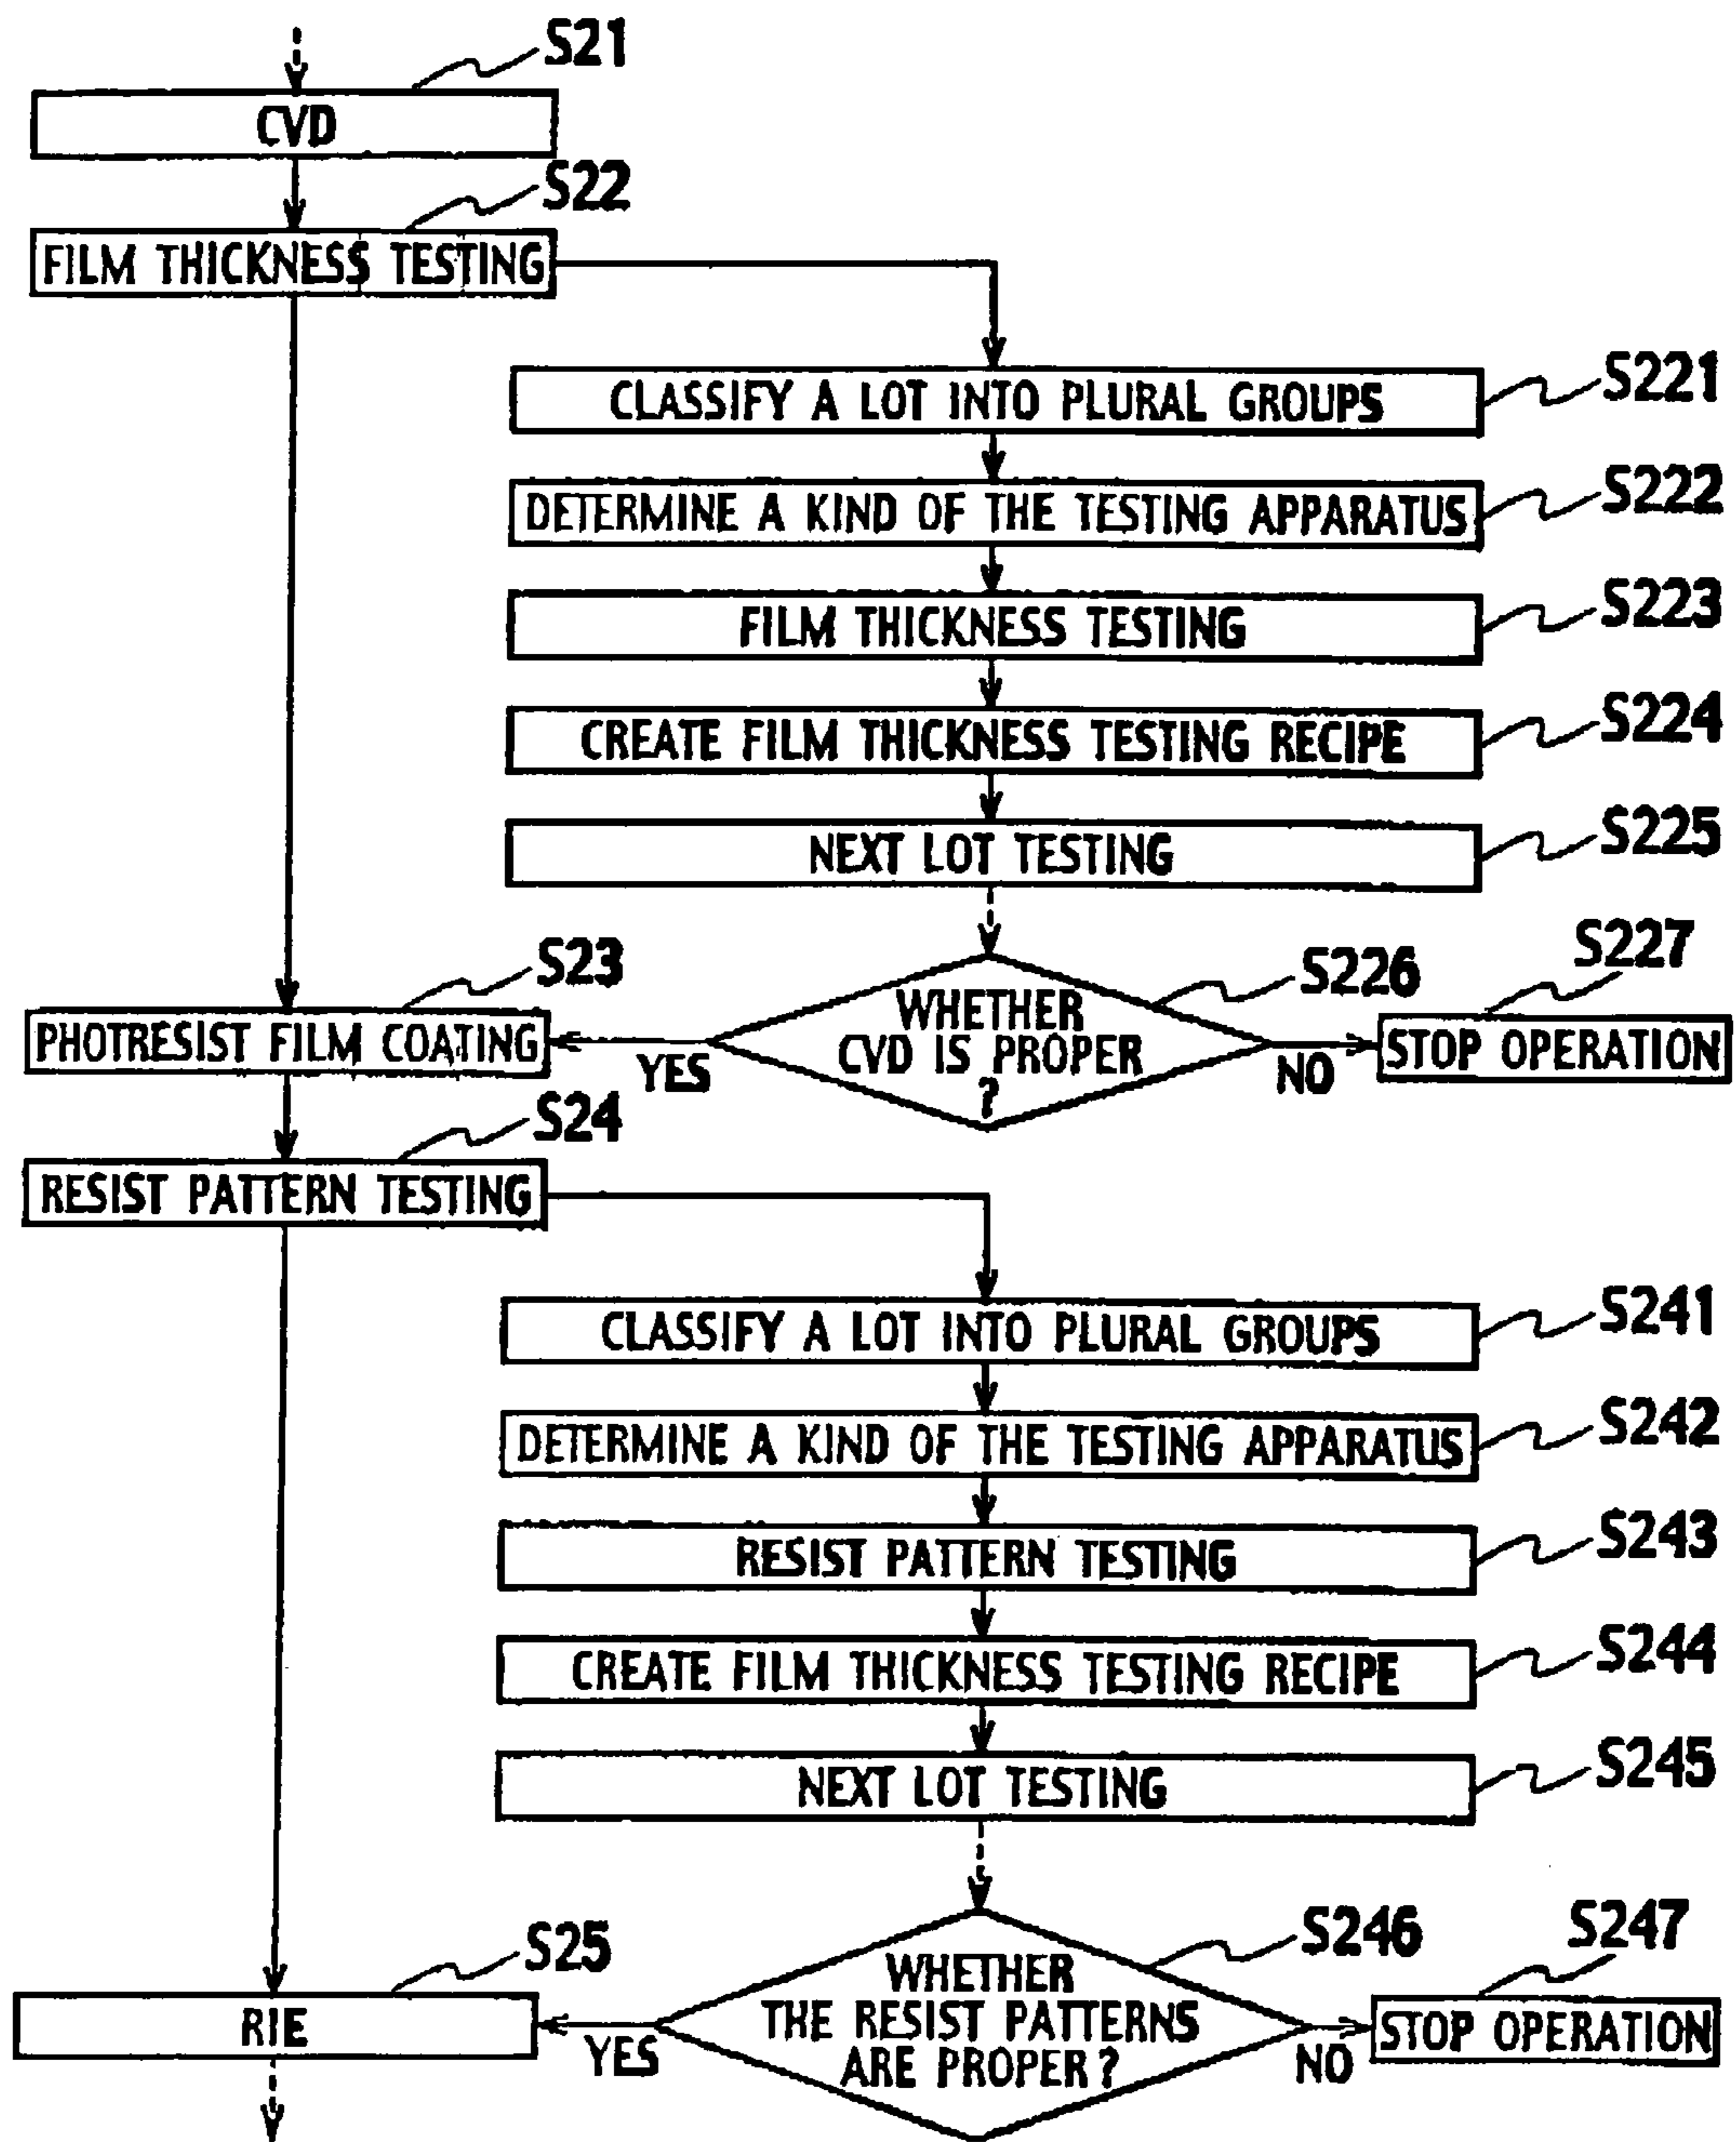 S21
CVD
S22
FILM THICKNESS TESTING
S221
CLASSIFY A LOT INTO PLURAL GROUPS
S222
DETERMINE A KIND OF THE TESTING APPARATUS
S223
FILM THICKNESS TESTING
S224
CREATE FILM THICKNESS TESTING RECIPE
S225
NEXT LOT TESTING
S23
PHOTRESIST FILM COATING
S226
WHETHER
CVD IS PROPER
?
YES
NO
S227
STOP OPERATION
S24
RESIST PATTERN TESTING
S241
CLASSIFY A LOT INTO PLURAL GROUPS
S242
DETERMINE A KIND OF THE TESTING APPARATUS
S243
RESIST PATTERN TESTING
S244
CREATE FILM THICKNESS TESTING RECIPE
S245
NEXT LOT TESTING
S25
RIE
S246
WHETHER
THE RESIST PATTERNS
ARE PROPER?
YES
NO
S247
STOP OPERATION